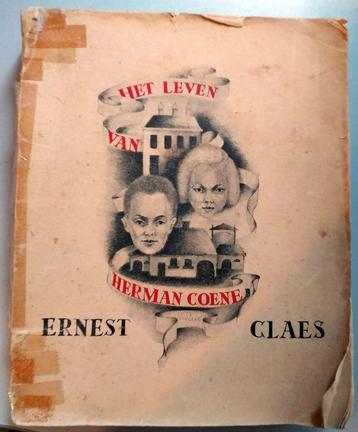 HET LEVEN
VAN
HERMAN COENE
ERNEST CLAES